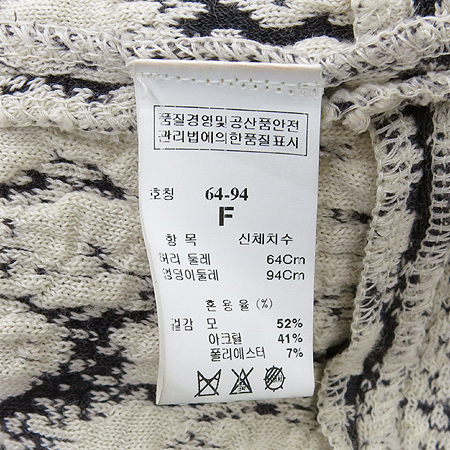 품질경영및공산품안전
관리법에의한품질표시
호칭 64-94
F
항 목 신체치수
허리 둘레 64Cm
엉덩이둘레 94Cm
혼 용 율 (%)
겉감 모 52%
아크릴 41%
폴리에스터 7%